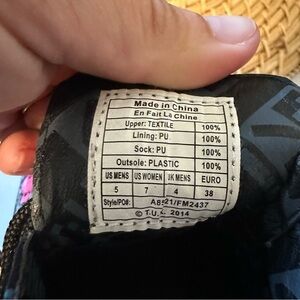 Made in China
En Fait La Chine
Upper: TEXTILE 100%
Lining: PU 100%
Sock: PU 100%
Outsole: PLASTIC 100%
US MENS US WOMEN UK MENS EURO
5 7 4 38
Style/PO#: 21/FM2437
© T.U.K. 2014